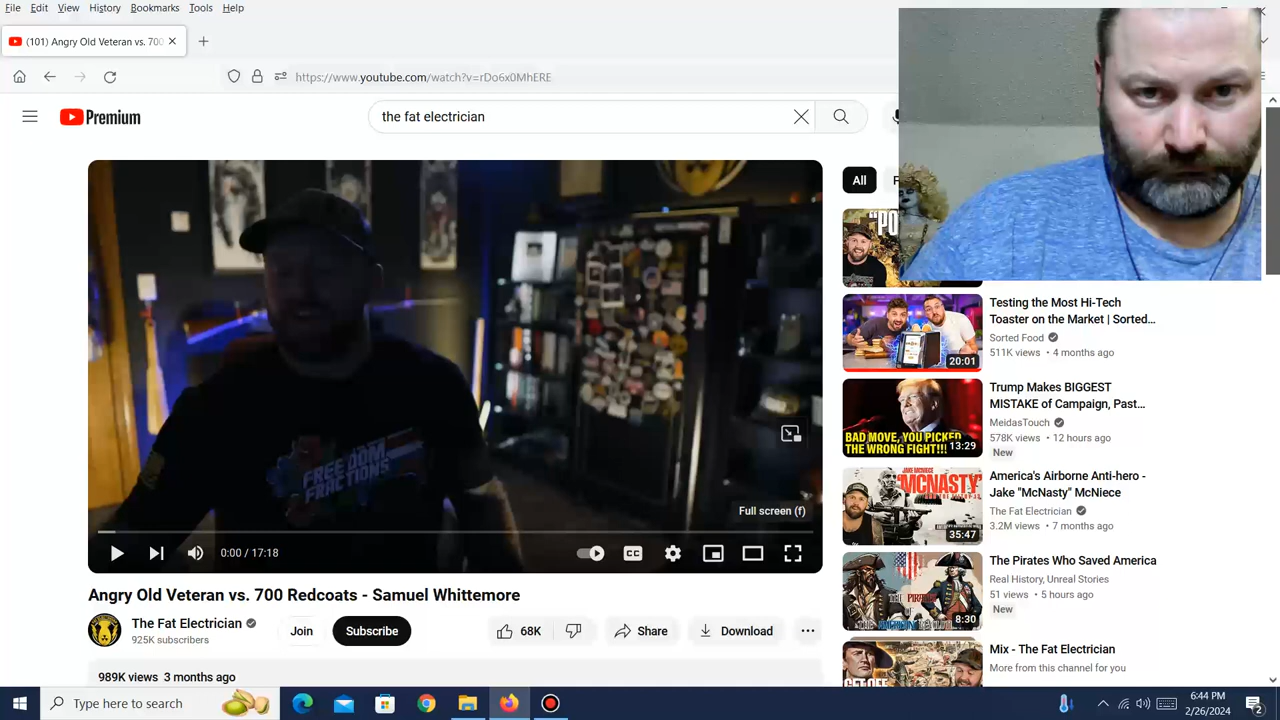 File Edit View History Bookmarks Tools Help
(101) Angry Old Veteran vs. 700
https://www.youtube.com/watch?v=rDo6x0MhERE
Premium
the fat electrician
All
"PO
Full screen (f)
0:00 / 17:18
CC
Angry Old Veteran vs. 700 Redcoats - Samuel Whittemore
The Fat Electrician
925K subscribers
Join
Subscribe
68K
Share
Download
989K views 3 months ago
Testing the Most Hi-Tech
Toaster on the Market | Sorted...
Sorted Food
511K views • 4 months ago
20:01
Trump Makes BIGGEST
MISTAKE of Campaign, Past...
MeidasTouch
578K views • 12 hours ago
New
BAD MOVE, YOU PICKED
THE WRONG FIGHT!!!
13:29
America's Airborne Anti-hero -
Jake "McNasty" McNiece
The Fat Electrician
3.2M views • 7 months ago
JAKE MCNIECE
"MCNASTY"
35:47
The Pirates Who Saved America
Real History, Unreal Stories
51 views • 5 hours ago
New
8:30
Mix - The Fat Electrician
More from this channel for you
GET OFF
Type here to search
6:44 PM
2/26/2024
2